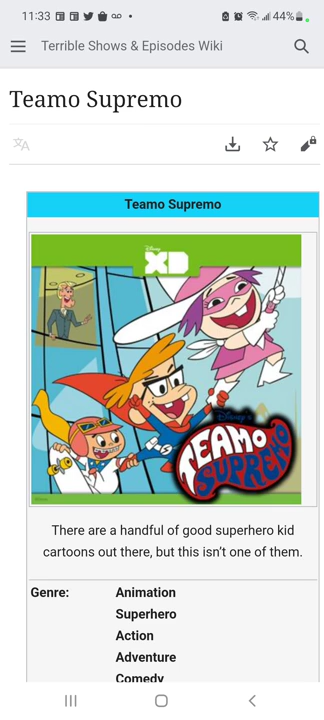 11:33
44%
Terrible Shows & Episodes Wiki
Teamo Supremo
Teamo Supremo
Disney
XD
Disney's
TEAMO
SUPREMO
There are a handful of good superhero kid
cartoons out there, but this isn't one of them.
Genre: Animation
Superhero
Action
Adventure
Comedy